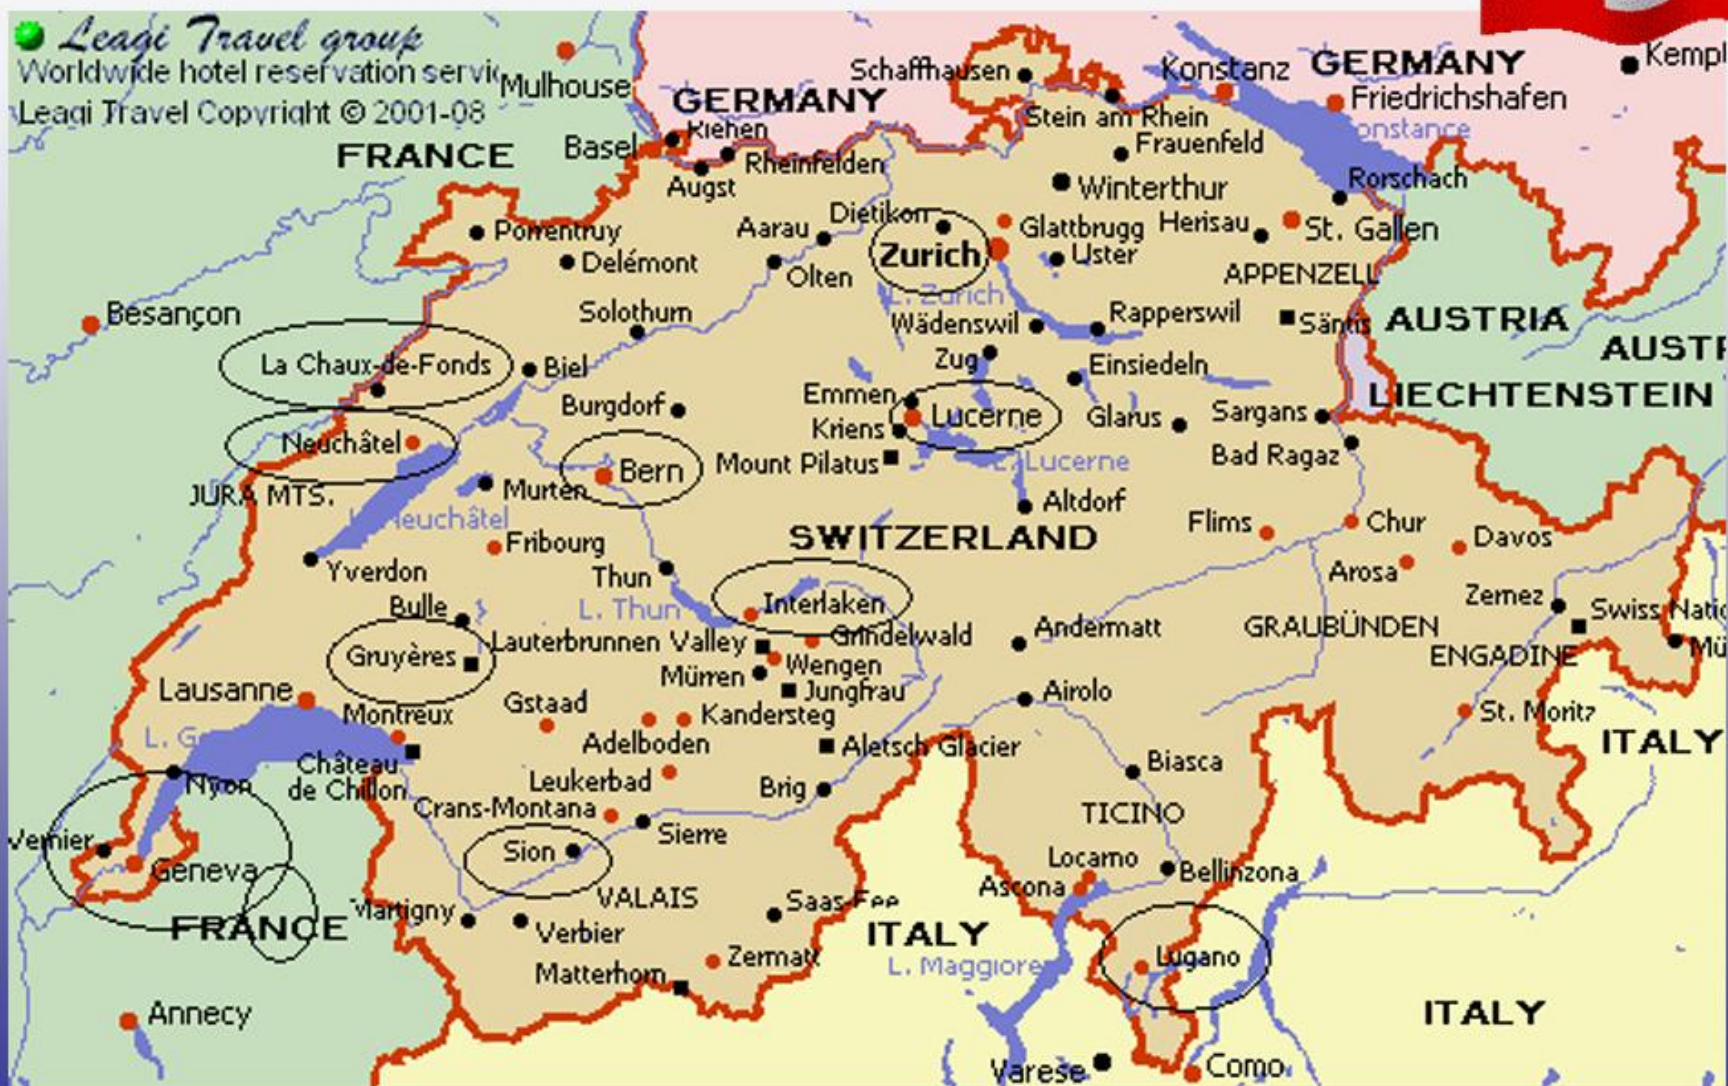 Leagi Travel group
Worldwide hotel reservation servic
Leagi Travel Copyright © 2001-08
Mulhouse
GERMANY
Schaffhausen
Konstanz
GERMANY
Kempt
Friedrichshafen
Stein am Rhein
onstance
Riehen
Basel
FRANCE
Rheinfelden
Augst
Frauenfeld
Winterthur
Rorschach
Porrentruy
Delémont
Aarau
Dietikon
Olten
Zurich
Glattbrugg
Uster
Herisau
St. Gallen
APPENZELL
L. Zurich
Besançon
Solothurn
Wädenswil
Rapperswil
Säntis
AUSTRIA
AUSTR
La Chaux-de-Fonds
Biel
Zug
Einsiedeln
LIECHTENSTEIN
Burgdorf
Emmen
Lucerne
Kriens
Glarus
Sargans
Neuchâtel
Bern
Mount Pilatus
L. Lucerne
Bad Ragaz
JURA MTS.
Murten
L. Neuchâtel
Altdorf
Flims
Chur
SWITZERLAND
Fribourg
Davos
Yverdon
Thun
Arosa
Bulle
L. Thun
Interlaken
Zernez
Swiss Natio
Lauterbrunnen Valley
Grindelwald
Andermatt
GRAUBÜNDEN
Gruyères
Wengen
ENGADINE
Mü
Mürren
Jungfrau
Lausanne
Airolo
Montreux
Gstaad
Kandersteg
St. Moritz
L. G
Adelboden
Aletsch Glacier
ITALY
Château
de Chillon
Nyon
Leukerbad
Brig
Biasca
Crans-Montana
Sierre
TICINO
Vernier
Geneva
Sion
Locarno
Ascona
Bellinzona
VALAIS
Saas-Fee
FRANCE
Martigny
Verbier
ITALY
Lugano
Zermatt
L. Maggiore
Matterhorn
Annecy
ITALY
Varese
Como